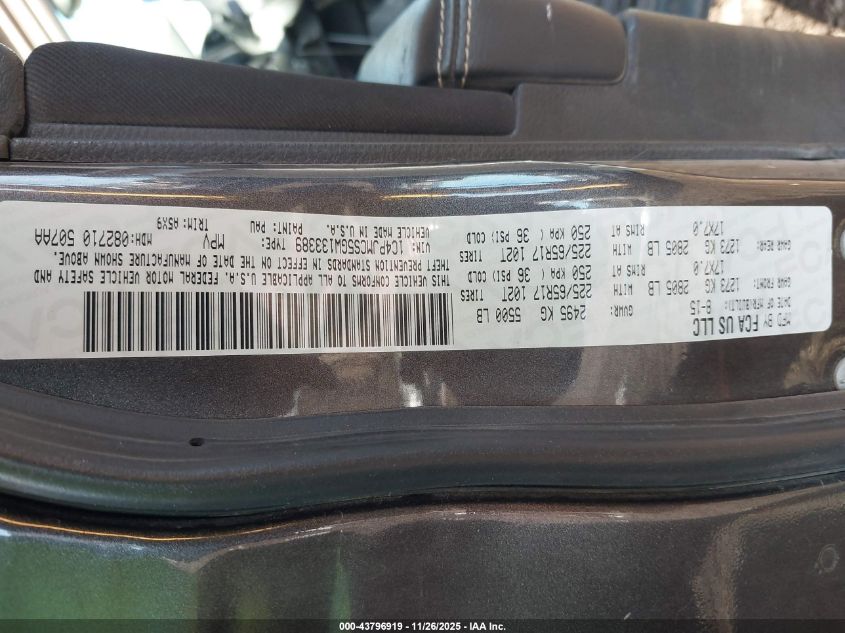 MFD BY FCA US LLC
DATE OF MFR/BUILT: 8-15
GVWR: 2495 KG 5500 LB
GAWR FRONT: WITH TIRES
1273 KG 2805 LB 225/65R17 102T
RIMS AT
17X7.0 250 KPA ( 36 PSI) COLD
GAWR REAR: WITH TIRES
1273 KG 2805 LB 225/65R17 102T
RIMS AT
17X7.0 250 KPA ( 36 PSI) COLD
THIS VEHICLE CONFORMS TO ALL APPLICABLE U.S.A. FEDERAL MOTOR VEHICLE SAFETY AND
THEFT PREVENTION STANDARDS IN EFFECT ON THE DATE OF MANUFACTURE SHOWN ABOVE.
VIN: 1C4PJMCS5GW133389 TYPE: MPV MDH:082710 507AA
VEHICLE MADE IN U.S.A. PAINT: PAU TRIM: A5X9
000-43796919 - 11/26/2025 - IAA Inc.